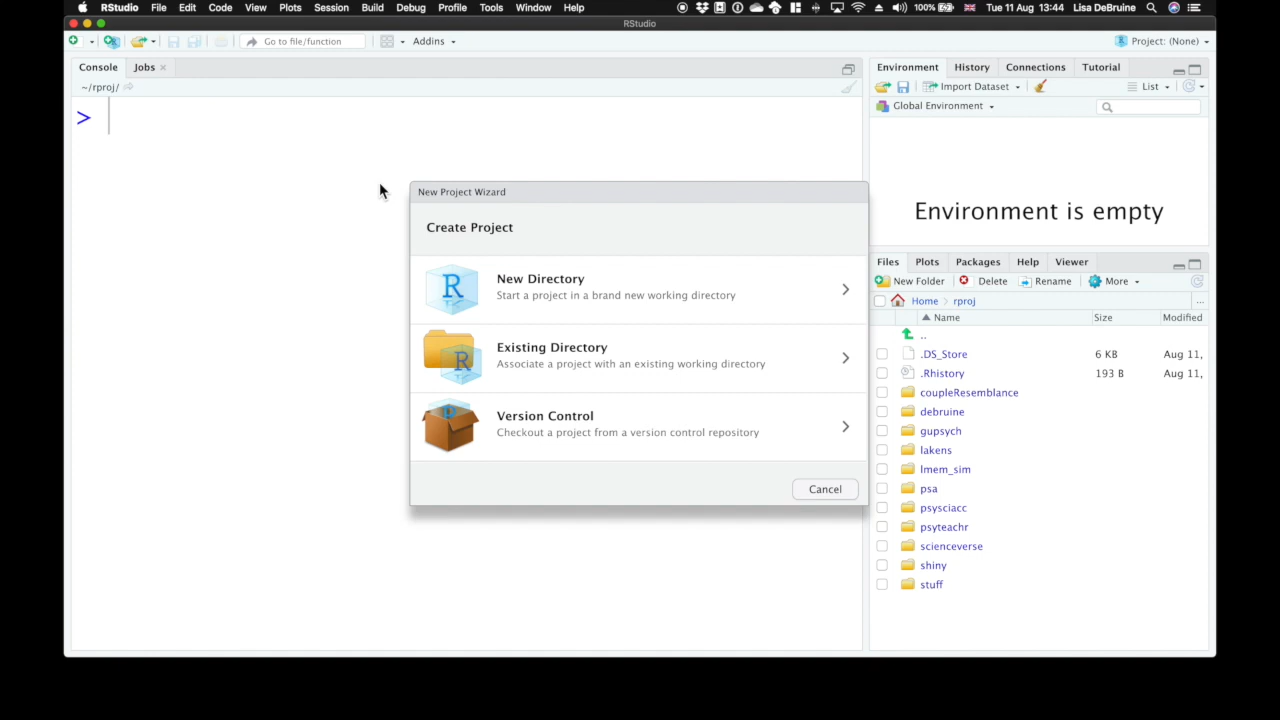 RStudio File Edit Code View Plots Session Build Debug Profile Tools Window Help 100% Tue 11 Aug 13:44 Lisa DeBruine
RStudio
Go to file/function Addins Project: (None)
Console Jobs
~/rproj/
>
Environment History Connections Tutorial
Import Dataset List
Global Environment
Environment is empty
New Project Wizard
Create Project
New Directory
Start a project in a brand new working directory
Existing Directory
Associate a project with an existing working directory
Version Control
Checkout a project from a version control repository
Cancel
Files Plots Packages Help Viewer
New Folder Delete Rename More
Home rproj ...
Name Size Modified
..
.DS_Store 6 KB Aug 11,
.Rhistory 193 B Aug 11,
coupleResemblance
debruine
gupsych
lakens
lmem_sim
psa
psysciacc
psyteachr
scienceverse
shiny
stuff